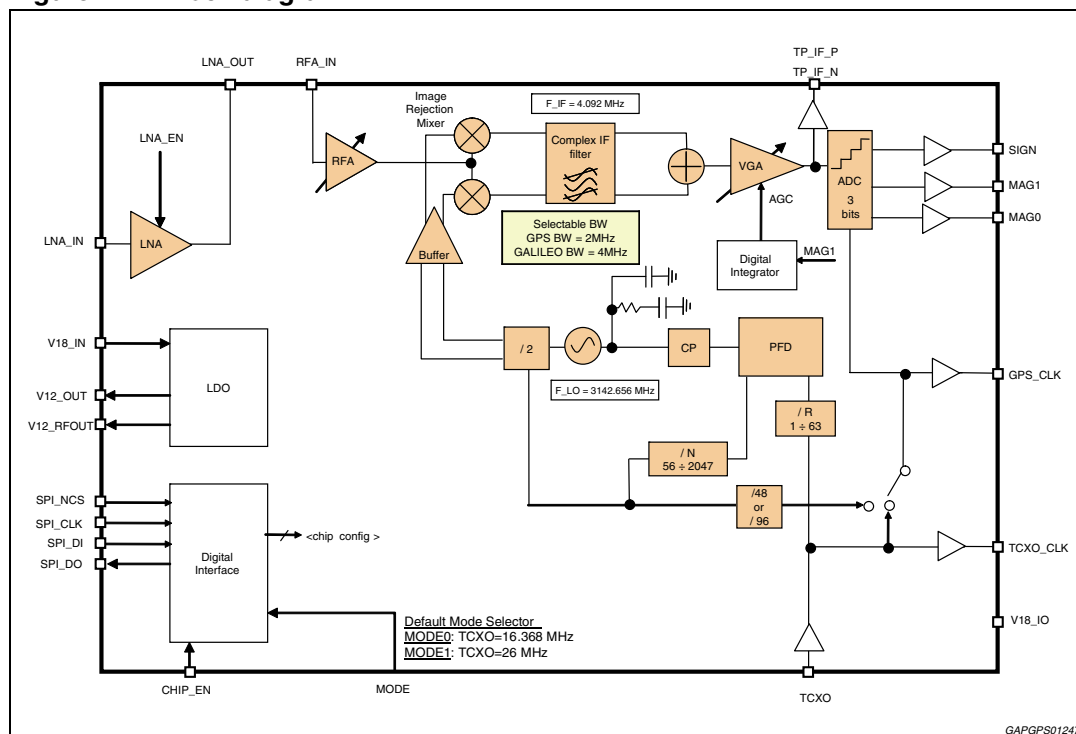 LNA_OUT
RFA_IN
TP_IF_P
TP_IF_N
Image
Rejection
Mixer
F_IF = 4.092 MHz
LNA_EN
Complex IF
filter
RFA
VGA
ADC
3
bits
SIGN
MAG1
MAG0
AGC
LNA_IN
LNA
Selectable BW
GPS BW = 2MHz
GALILEO BW = 4MHz
Buffer
Digital
Integrator
MAG1
V18_IN
V12_OUT
V12_RFOUT
LDO
/ 2
CP
PFD
GPS_CLK
F_LO = 3142.656 MHz
/ R
1 ÷ 63
/ N
56 ÷ 2047
/48
or
/ 96
SPI_NCS
SPI_CLK
SPI_DI
SPI_DO
Digital
Interface
<chip config >
TCXO_CLK
Default Mode Selector
MODE0: TCXO=16.368 MHz
MODE1: TCXO=26 MHz
V18_IO
CHIP_EN
MODE
TCXO
GAPGPS01247